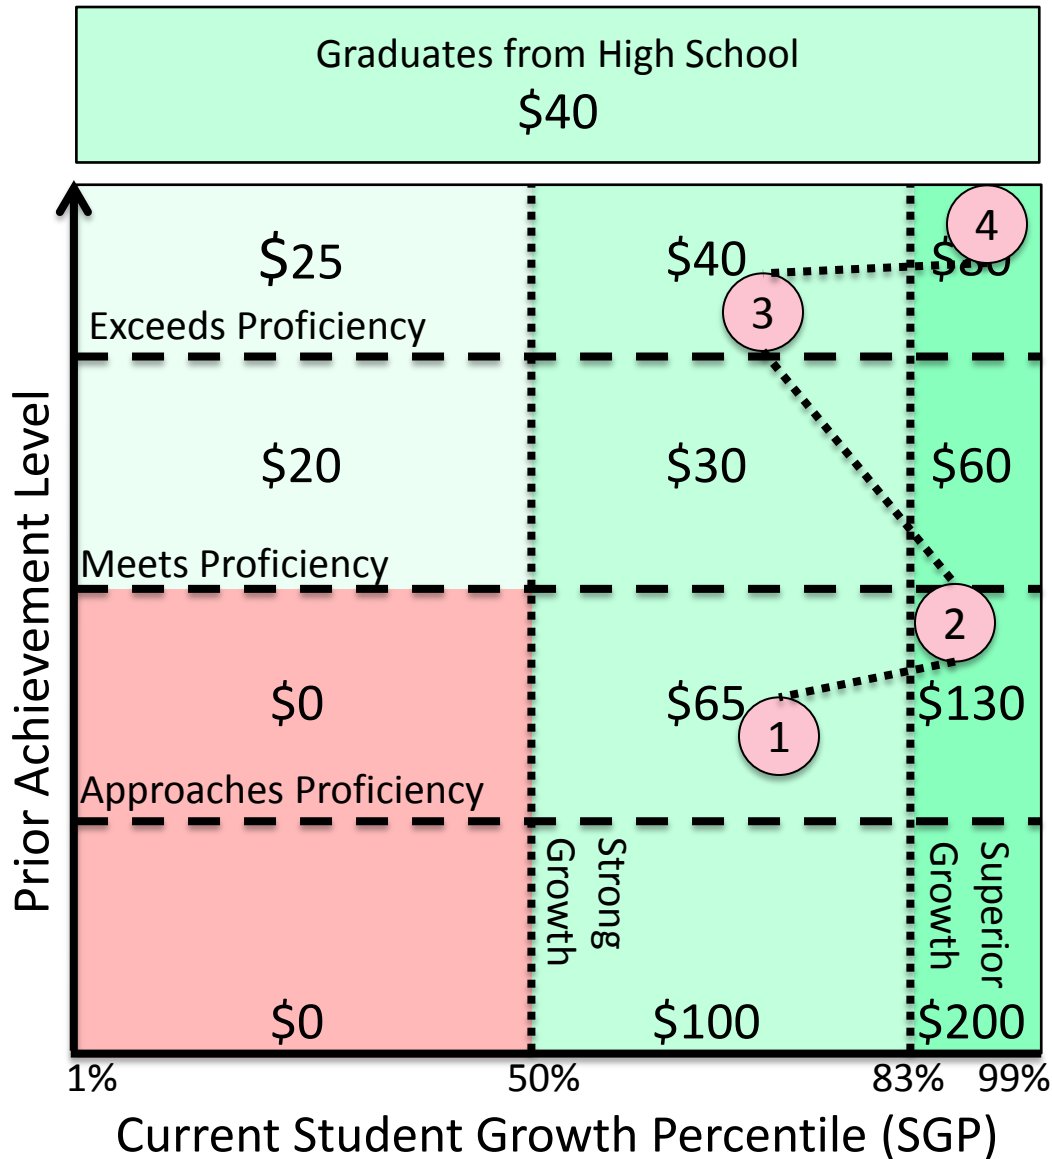 Graduates from High School
$40
$25
$40
$80
4
3
Exceeds Proficiency
$20
$30
$60
Meets Proficiency
2
$0
$65
$130
1
Approaches Proficiency
Strong
Growth
Superior
Growth
$0
$100
$200
Prior Achievement Level
1%
50%
83%
99%
Current Student Growth Percentile (SGP)